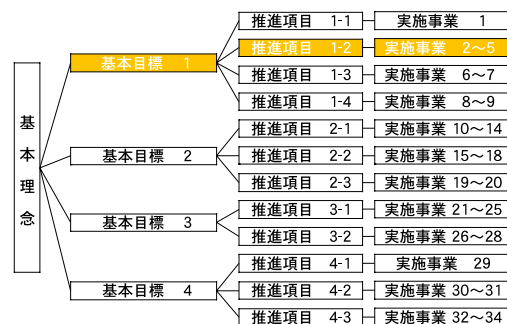 基本理念
基本目標 1
推進項目 1-1 実施事業 1
推進項目 1-2 実施事業 2～5
推進項目 1-3 実施事業 6～7
推進項目 1-4 実施事業 8～9
基本目標 2
推進項目 2-1 実施事業 10～14
推進項目 2-2 実施事業 15～18
推進項目 2-3 実施事業 19～20
基本目標 3
推進項目 3-1 実施事業 21～25
推進項目 3-2 実施事業 26～28
基本目標 4
推進項目 4-1 実施事業 29
推進項目 4-2 実施事業 30～31
推進項目 4-3 実施事業 32～34